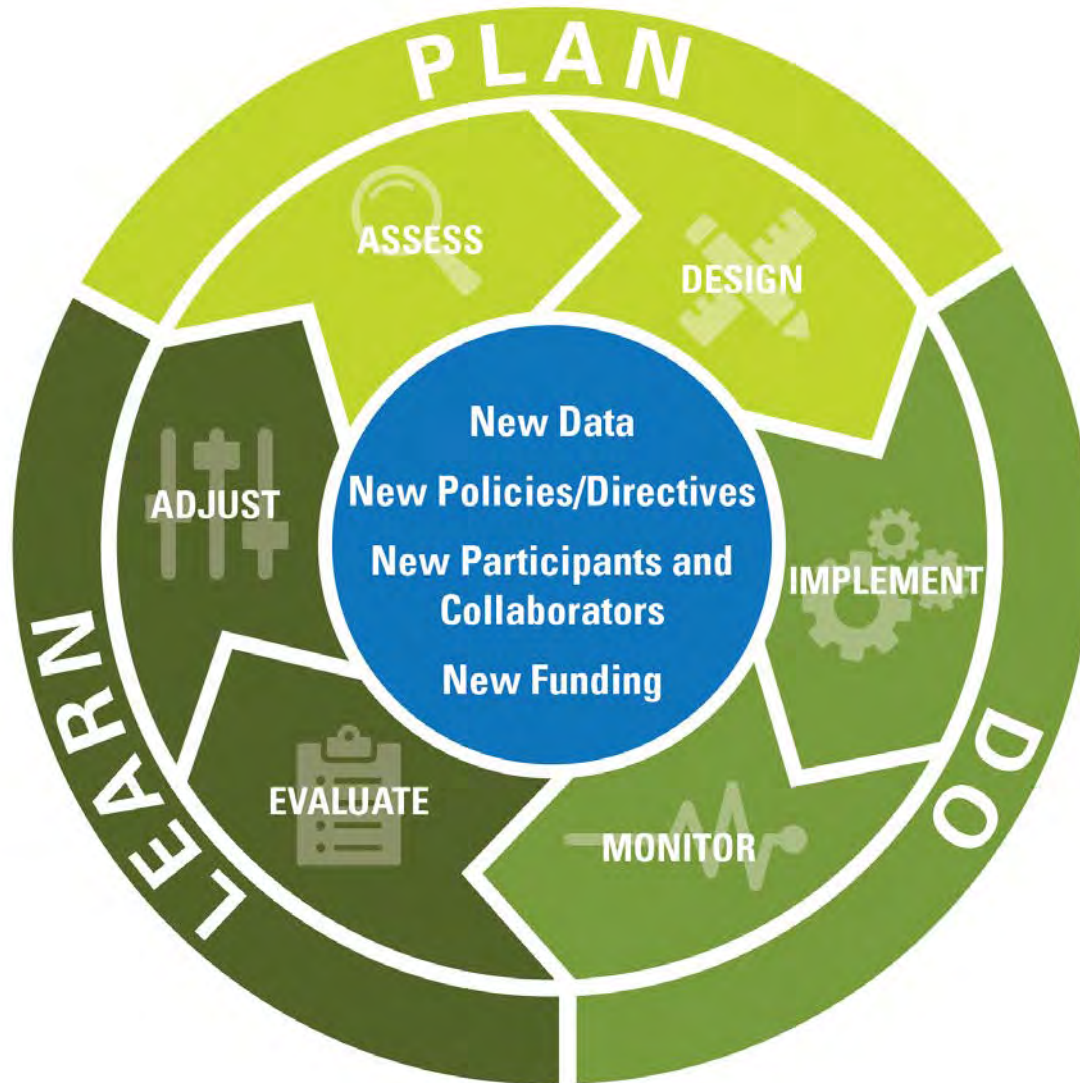 PLAN
ASSESS
DESIGN
IMPLEMENT
MONITOR
EVALUATE
ADJUST
DO
LEARN
New Data
New Policies/Directives
New Participants and
Collaborators
New Funding